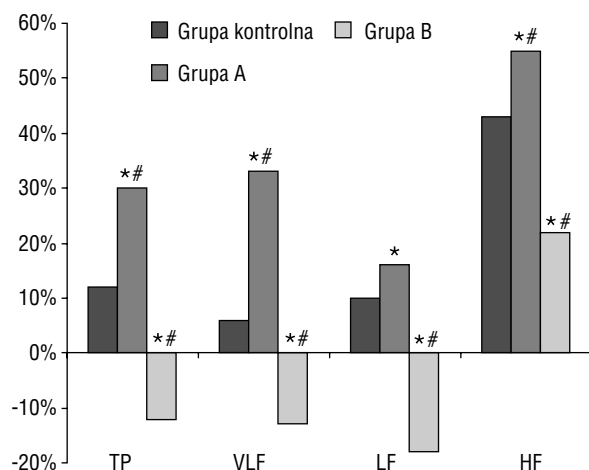 60%
Grupa kontrolna Grupa B
Grupa A
50%
40%
30%
20%
10%
0%
-10%
-20%
*# *# * *#
*# *# *# *#
TP VLF LF HF